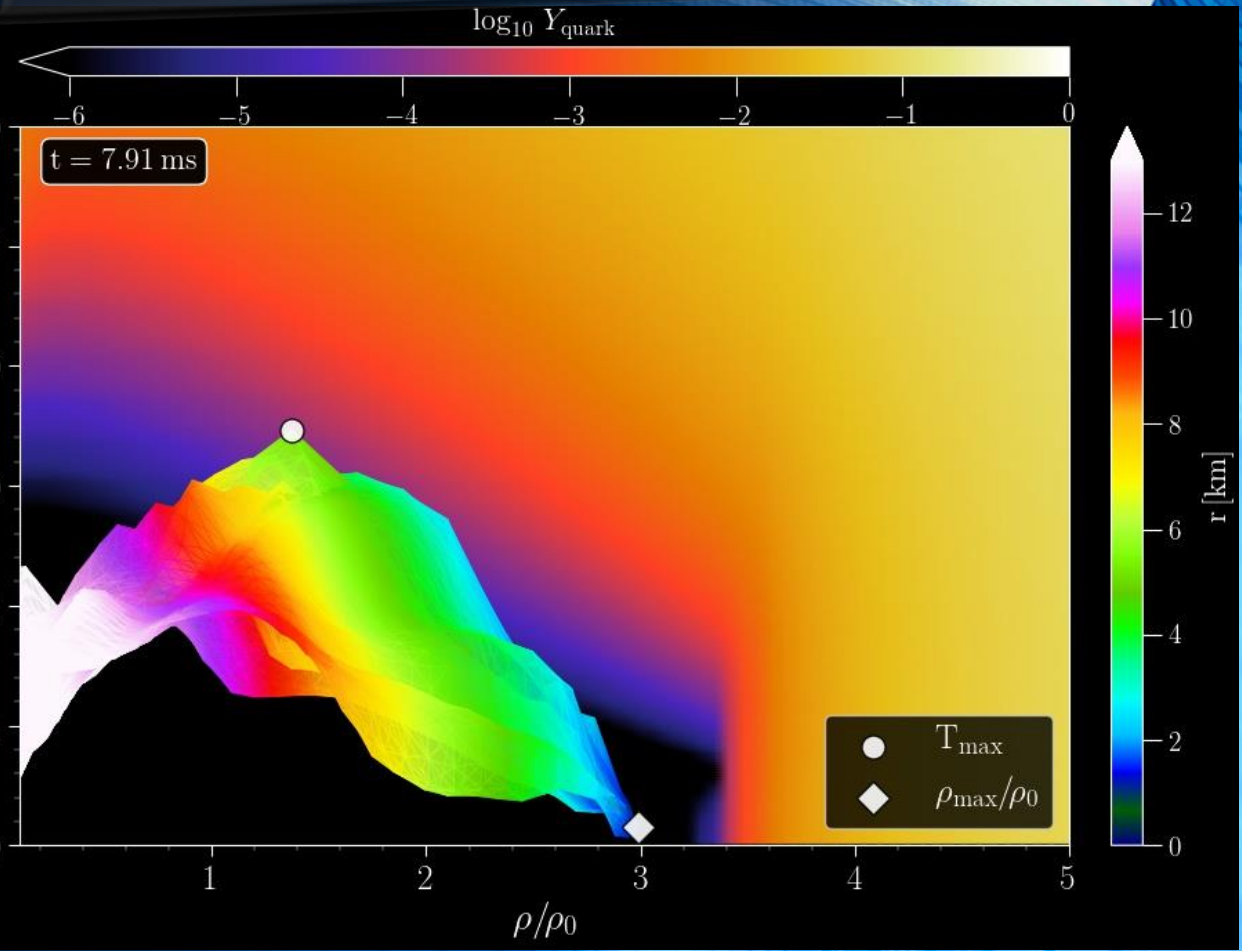 log₁₀ Y_quark
−6 −5 −4 −3 −2 −1 0
t = 7.91 ms
12
10
8
6
4
2
0
r [km]
T_max
ρ_max/ρ₀
1 2 3 4 5
ρ/ρ₀